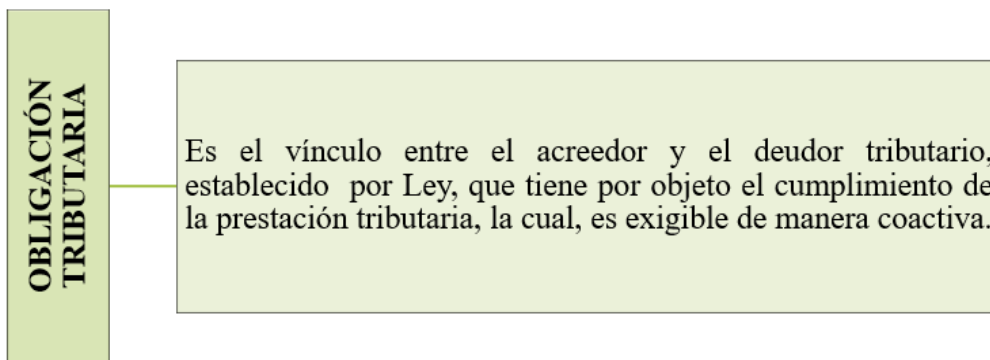 OBLIGACIÓN
TRIBUTARIA
Es el vínculo entre el acreedor y el deudor tributario,
establecido por Ley, que tiene por objeto el cumplimiento de
la prestación tributaria, la cual, es exigible de manera coactiva.